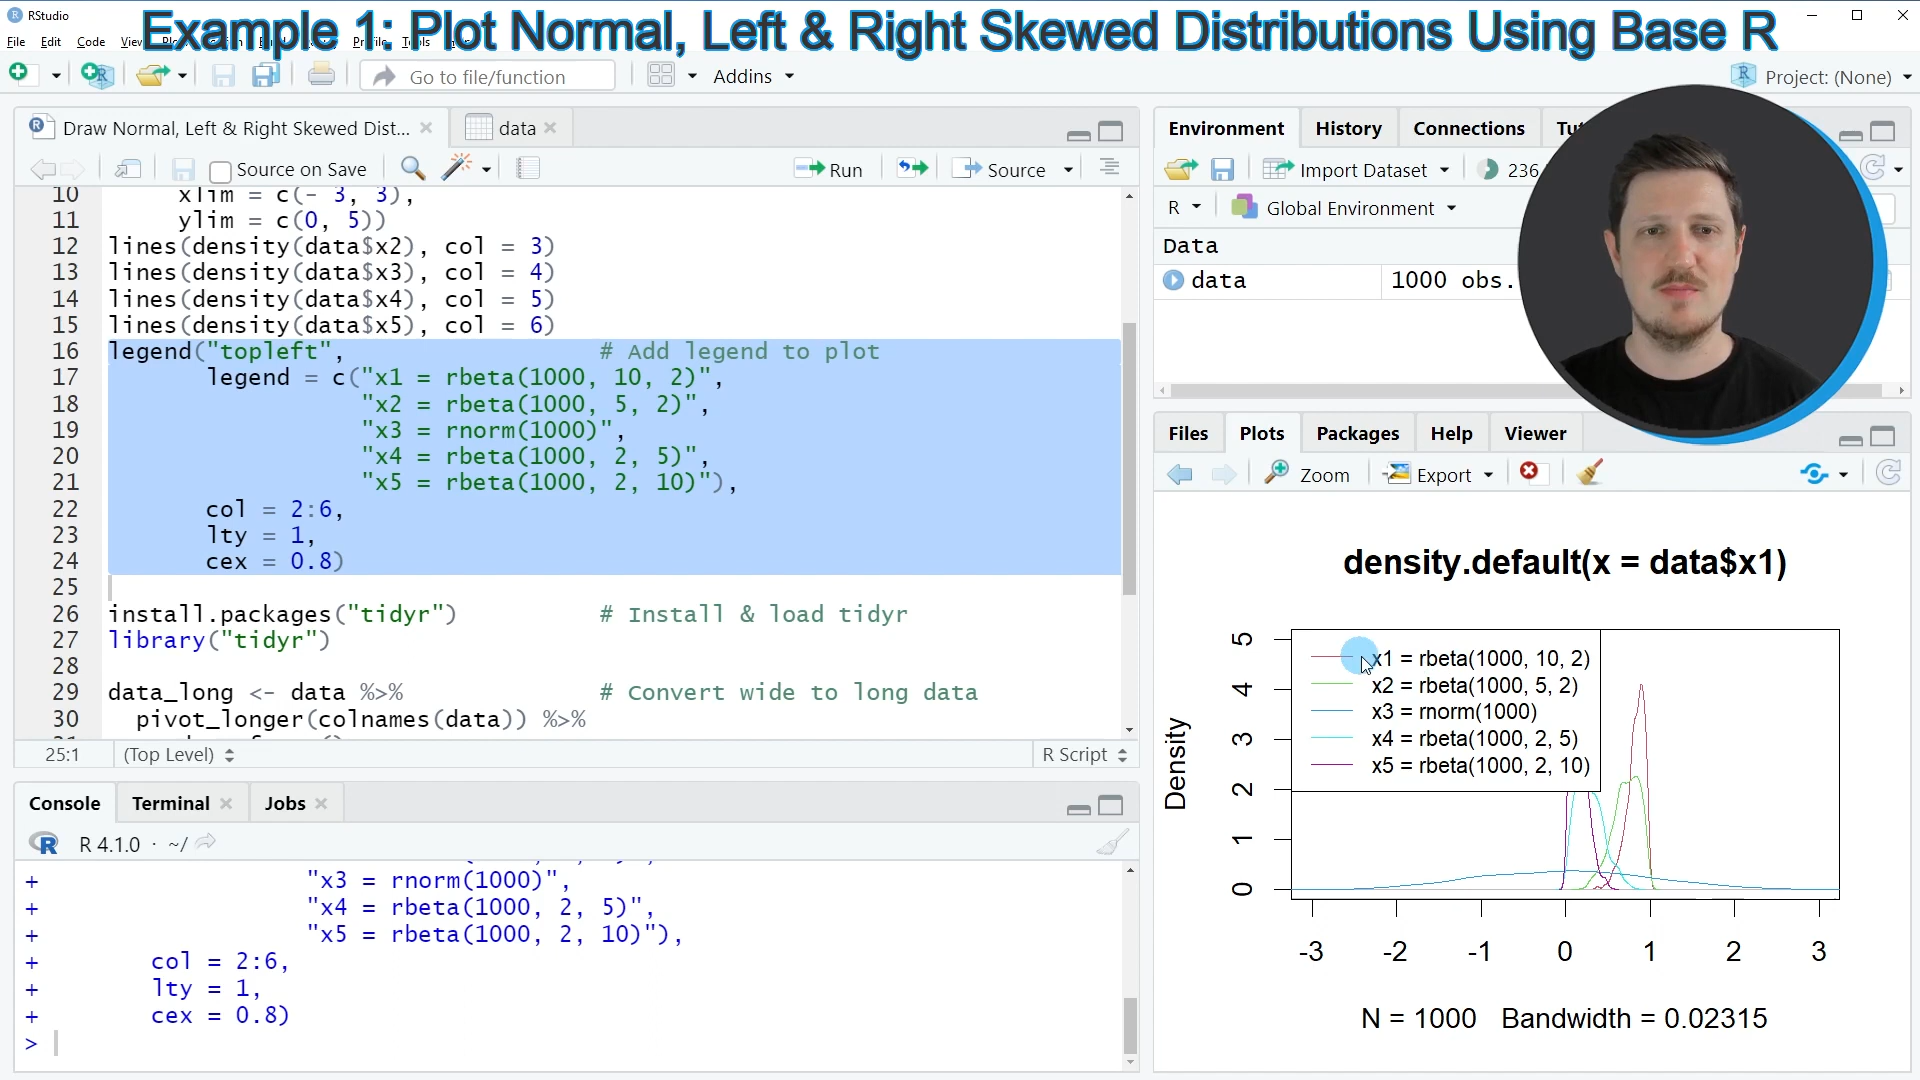 RStudio
Example 1: Plot Normal, Left & Right Skewed Distributions Using Base R
File Edit Code View Profile Tools
Go to file/function
Addins
Project: (None)
Draw Normal, Left & Right Skewed Dist...
data
Source on Save
Run
Source
10 xlim = c(- 3, 3),
11 ylim = c(0, 5))
12 lines(density(data$x2), col = 3)
13 lines(density(data$x3), col = 4)
14 lines(density(data$x4), col = 5)
15 lines(density(data$x5), col = 6)
16 legend("topleft", # Add legend to plot
17 legend = c("x1 = rbeta(1000, 10, 2)",
18 "x2 = rbeta(1000, 5, 2)",
19 "x3 = rnorm(1000)",
20 "x4 = rbeta(1000, 2, 5)",
21 "x5 = rbeta(1000, 2, 10)"),
22 col = 2:6,
23 lty = 1,
24 cex = 0.8)
25
26 install.packages("tidyr") # Install & load tidyr
27 library("tidyr")
28
29 data_long <- data %>% # Convert wide to long data
30 pivot_longer(colnames(data)) %>%
25:1 (Top Level) R Script
Console Terminal Jobs
R 4.1.0 · ~/
+ "x3 = rnorm(1000)",
+ "x4 = rbeta(1000, 2, 5)",
+ "x5 = rbeta(1000, 2, 10)"),
+ col = 2:6,
+ lty = 1,
+ cex = 0.8)
>
Environment History Connections
Import Dataset 236
R Global Environment
Data
data 1000 obs.
Files Plots Packages Help Viewer
Zoom Export
density.default(x = data$x1)
x1 = rbeta(1000, 10, 2)
x2 = rbeta(1000, 5, 2)
x3 = rnorm(1000)
x4 = rbeta(1000, 2, 5)
x5 = rbeta(1000, 2, 10)
Density
5
4
3
2
1
0
-3 -2 -1 0 1 2 3
N = 1000 Bandwidth = 0.02315